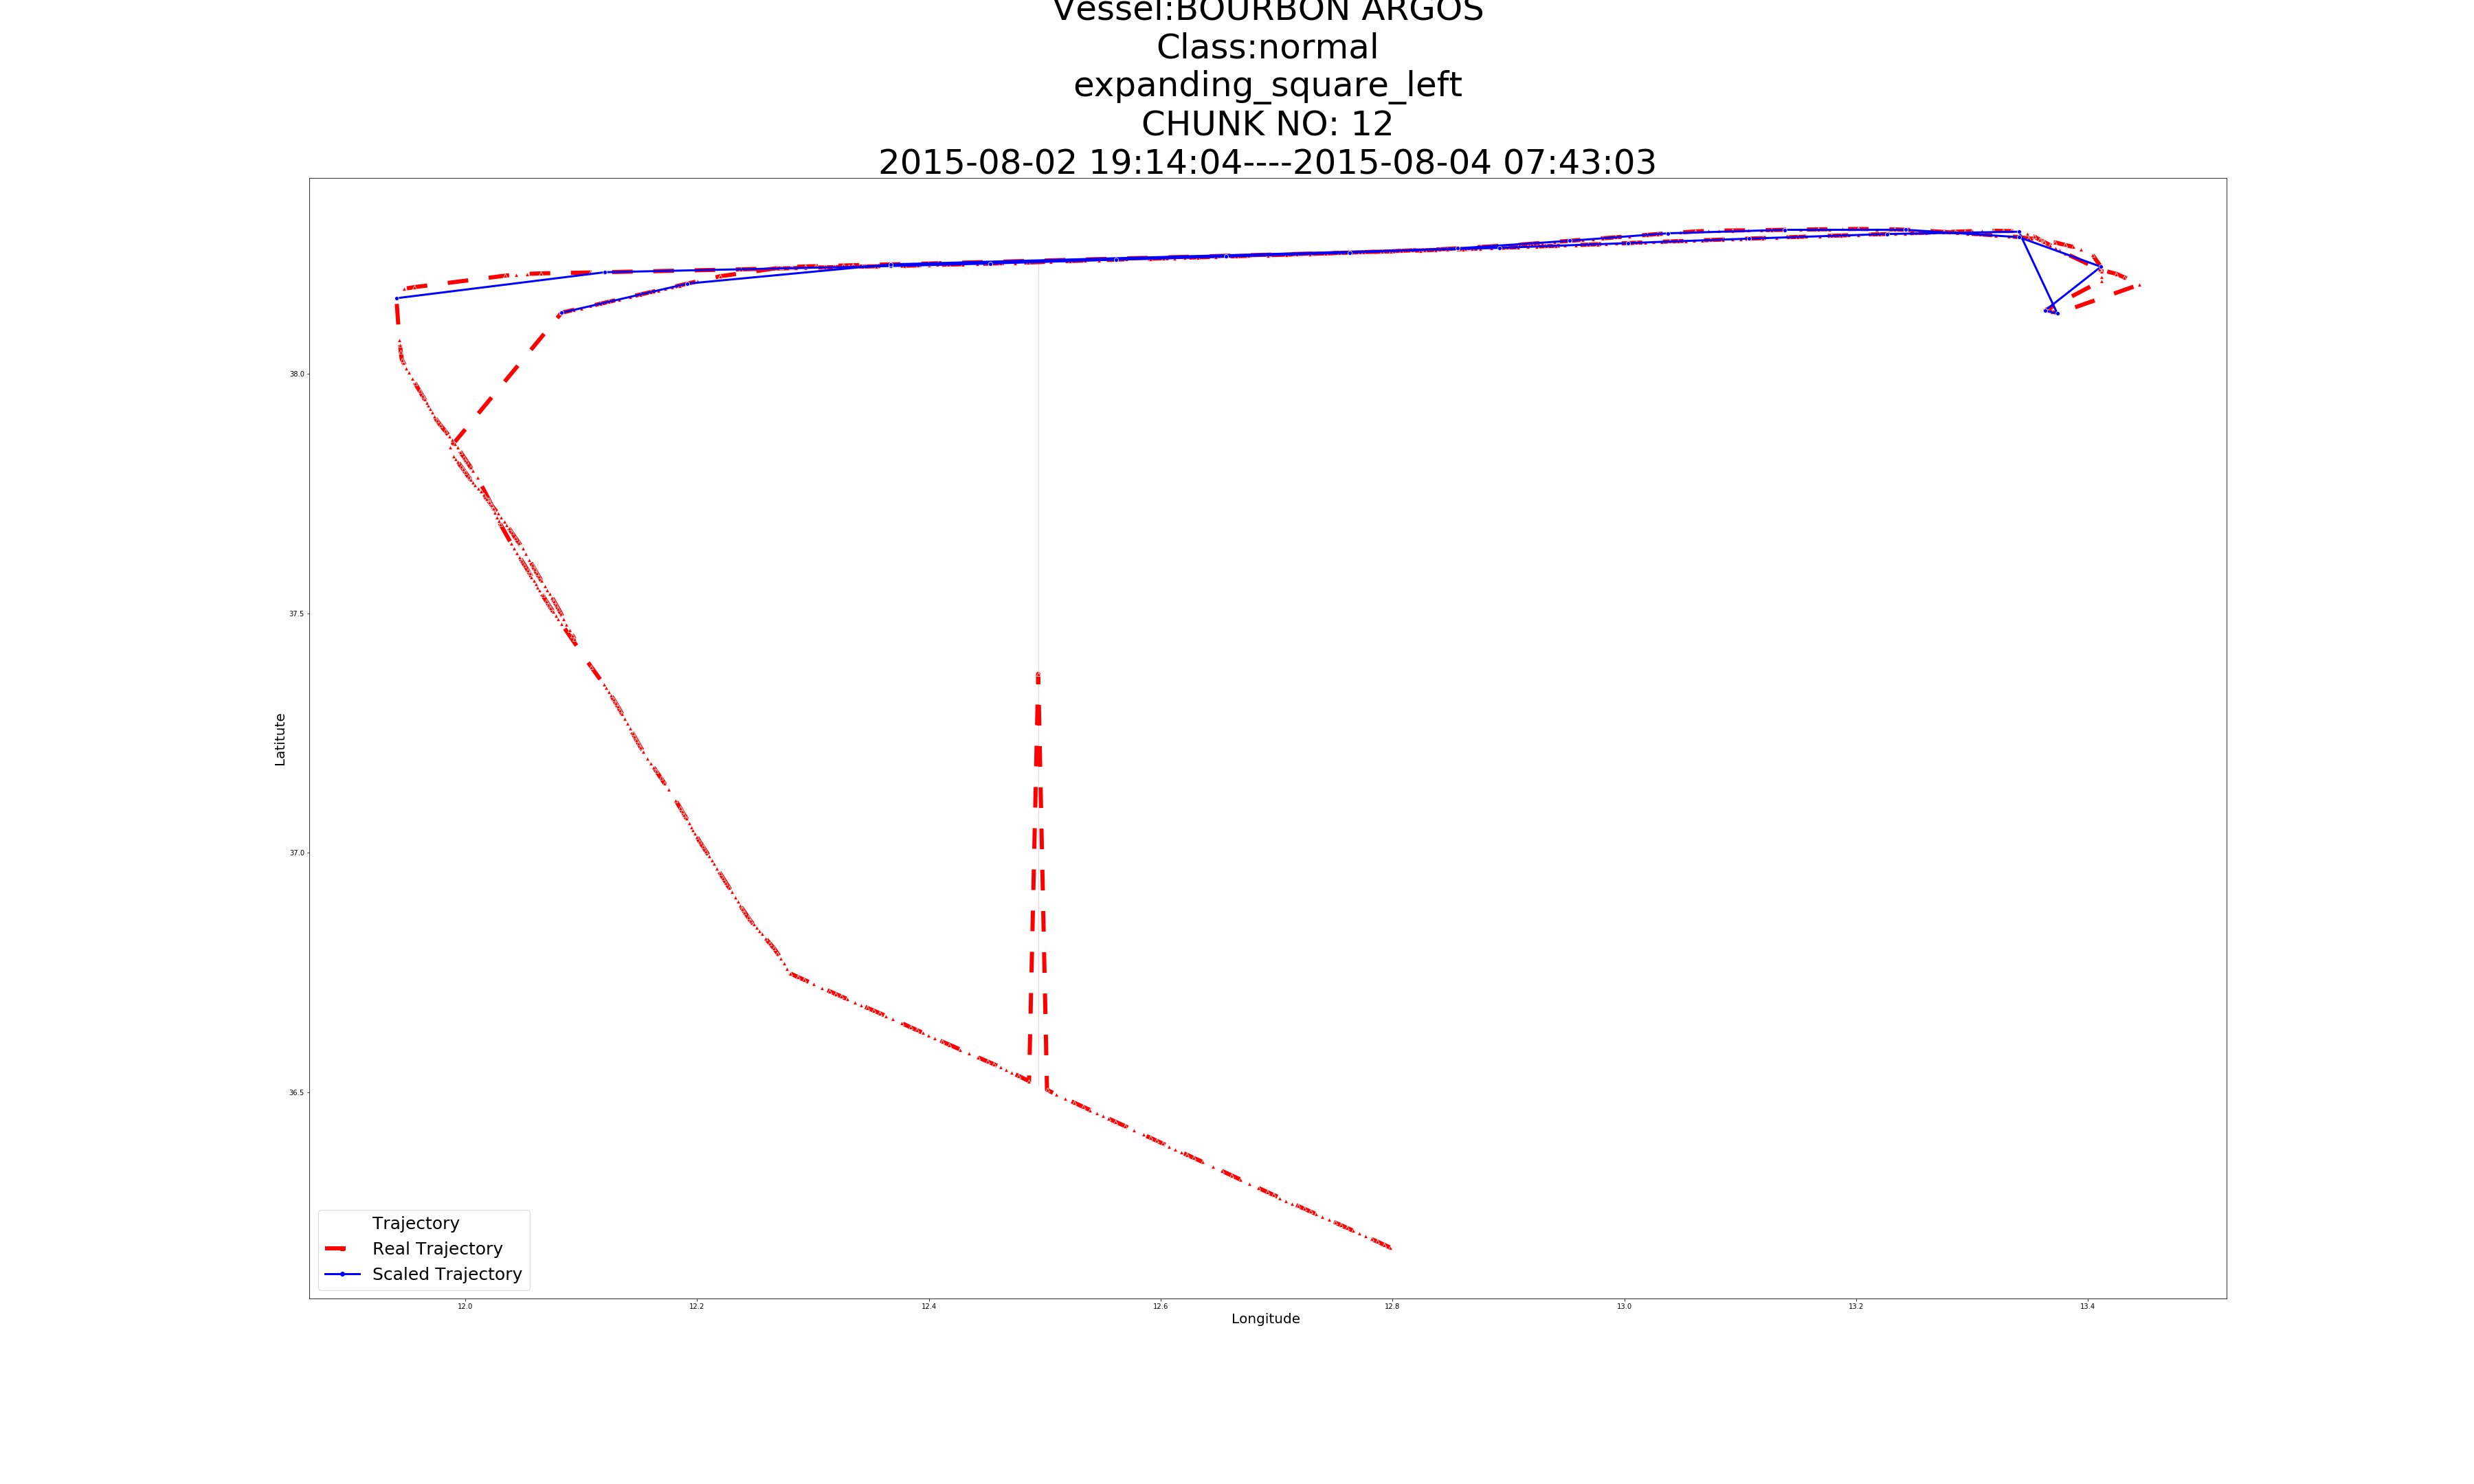 Vessel:BOURBON ARGOS
Class:normal
expanding_square_left
CHUNK NO: 12
2015-08-02 19:14:04----2015-08-04 07:43:03
38.0
37.5
37.0
36.5
Latitute
12.0 12.2 12.4 12.6 12.8 13.0 13.2 13.4
Longitude
Trajectory
Real Trajectory
Scaled Trajectory